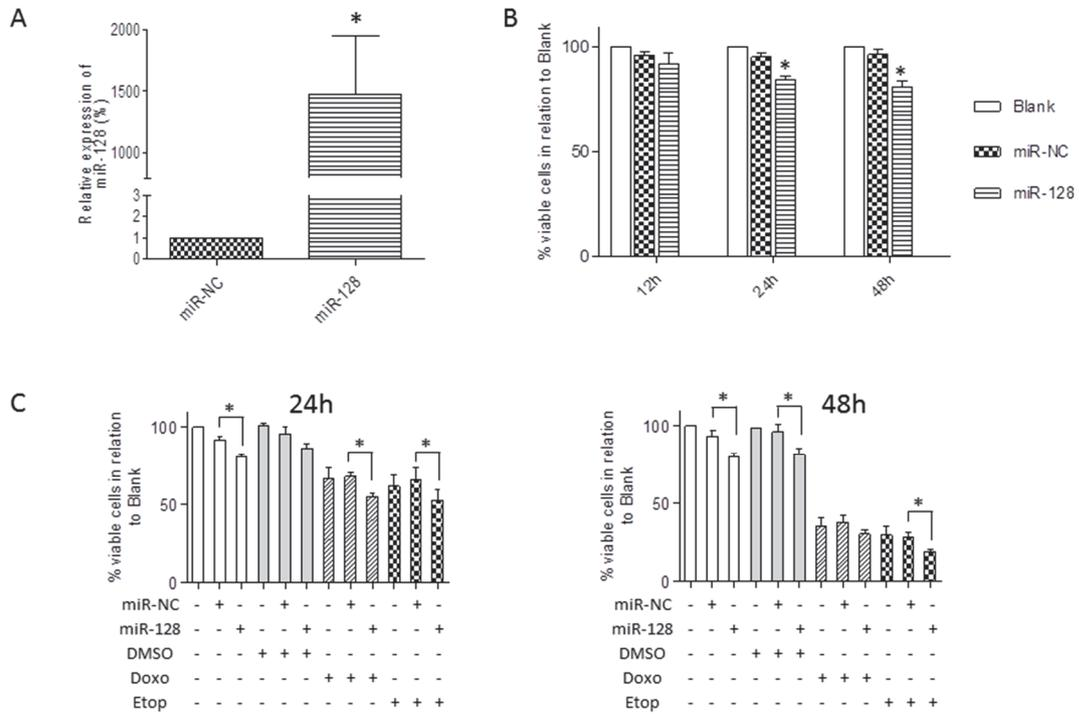 A
Relative expression of
miR-128 (%)
2000
1500
1000
3
2
1
0
*
miR-NC
miR-128
B
% viable cells in relation to Blank
100
50
0
*
*
12h
24h
48h
Blank
miR-NC
miR-128
C
24h
% viable cells in relation
to Blank
100
50
0
*
*
*
miR-NC - + - - + - - + - - + -
miR-128 - - + - - + - - + - - +
DMSO - - - + + + - - - - - -
Doxo - - - - - - + + + - - -
Etop - - - - - - - - - + + +
48h
% viable cells in relation
to Blank
100
50
0
*
*
*
miR-NC - + - - + - - + - - + -
miR-128 - - + - - + - - + - - +
DMSO - - - + + + - - - - - -
Doxo - - - - - - + + + - - -
Etop - - - - - - - - - + + +